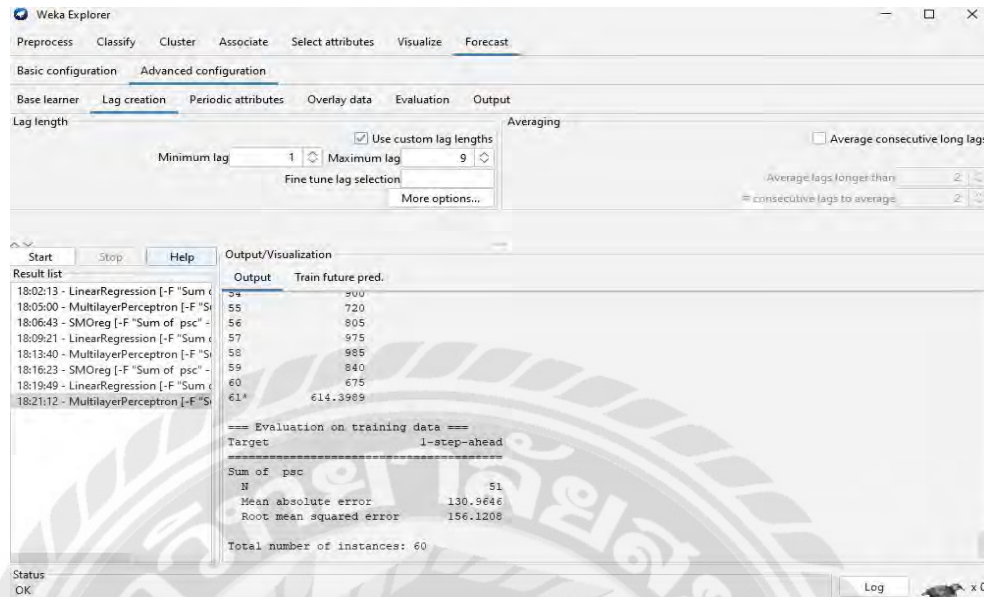 Weka Explorer
Preprocess Classify Cluster Associate Select attributes Visualize Forecast
Basic configuration Advanced configuration
Base learner Lag creation Periodic attributes Overlay data Evaluation Output
Lag length
Use custom lag lengths
Minimum lag 1 Maximum lag 9
Fine tune lag selection
More options...
Averaging
Average consecutive long lags
Average lags longer than 2
= consecutive lags to average 2
Start Stop Help
Result list
18:02:13 - LinearRegression [-F "Sum
18:05:00 - MultilayerPerceptron [-F "S
18:06:43 - SMOreg [-F "Sum of psc" -
18:09:21 - LinearRegression [-F "Sum
18:13:40 - MultilayerPerceptron [-F "S
18:16:23 - SMOreg [-F "Sum of psc" -
18:19:49 - LinearRegression [-F "Sum
18:21:12 - MultilayerPerceptron [-F "S
Output/Visualization
Output Train future pred.
54 900
55 720
56 805
57 975
58 985
59 840
60 675
61* 614.3989
=== Evaluation on training data ===
Target 1-step-ahead
Sum of psc
N 51
Mean absolute error 130.9646
Root mean squared error 156.1208
Total number of instances: 60
Status
OK
Log x 0